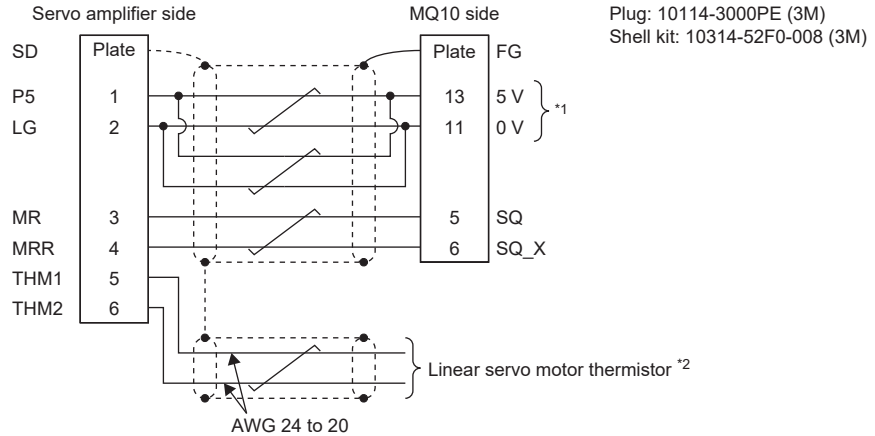 Servo amplifier side
MQ10 side
Plug: 10114-3000PE (3M)
Shell kit: 10314-52F0-008 (3M)
SD Plate Plate FG
P5 1 13 5 V
*1
LG 2 11 0 V
MR 3 5 SQ
MRR 4 6 SQ_X
THM1 5
THM2 6
Linear servo motor thermistor *2
AWG 24 to 20